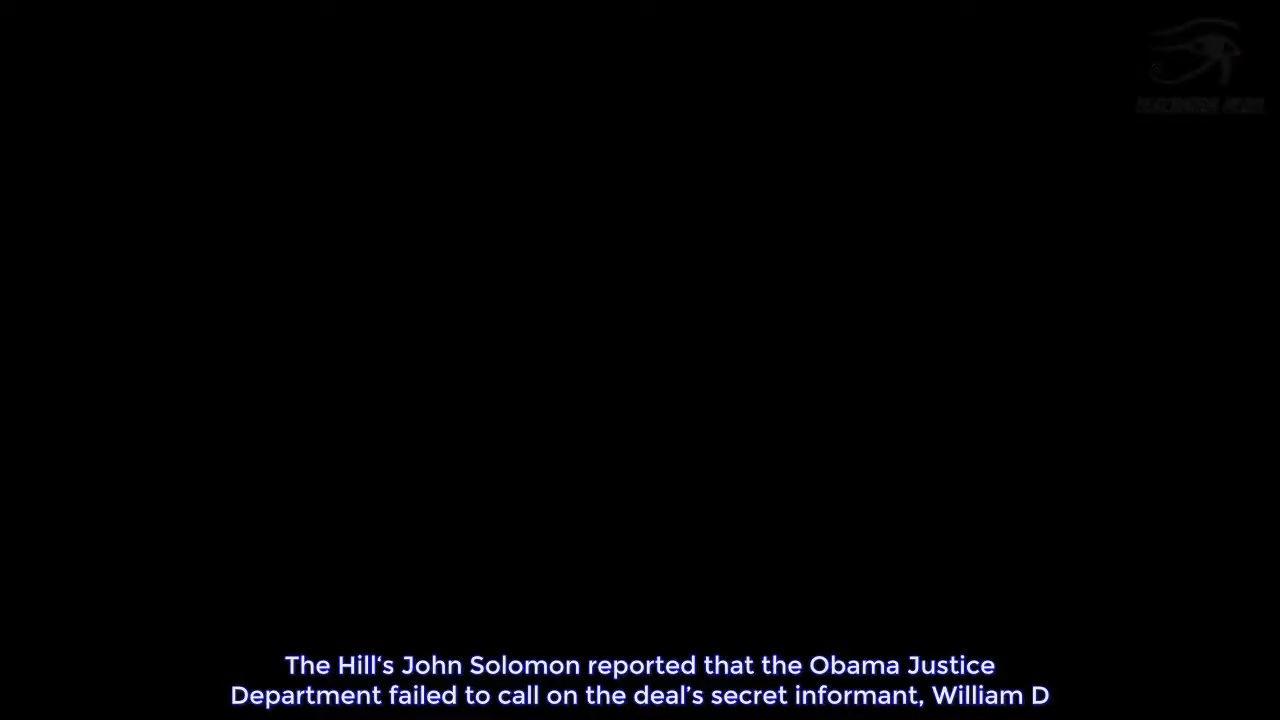 The Hill‘s John Solomon reported that the Obama Justice
Department failed to call on the deal’s secret informant, William D